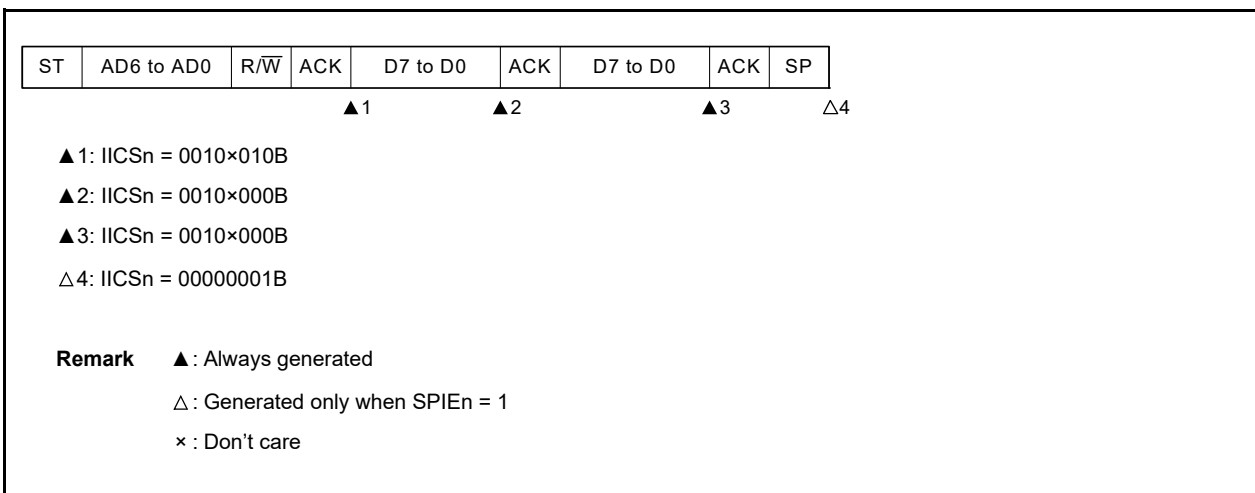 ST AD6 to AD0 R/W̅ ACK D7 to D0 ACK D7 to D0 ACK SP
▲1 ▲2 ▲3 △4
▲1: IICSn = 0010×010B
▲2: IICSn = 0010×000B
▲3: IICSn = 0010×000B
△4: IICSn = 00000001B
Remark ▲: Always generated
△: Generated only when SPIEn = 1
×: Don't care